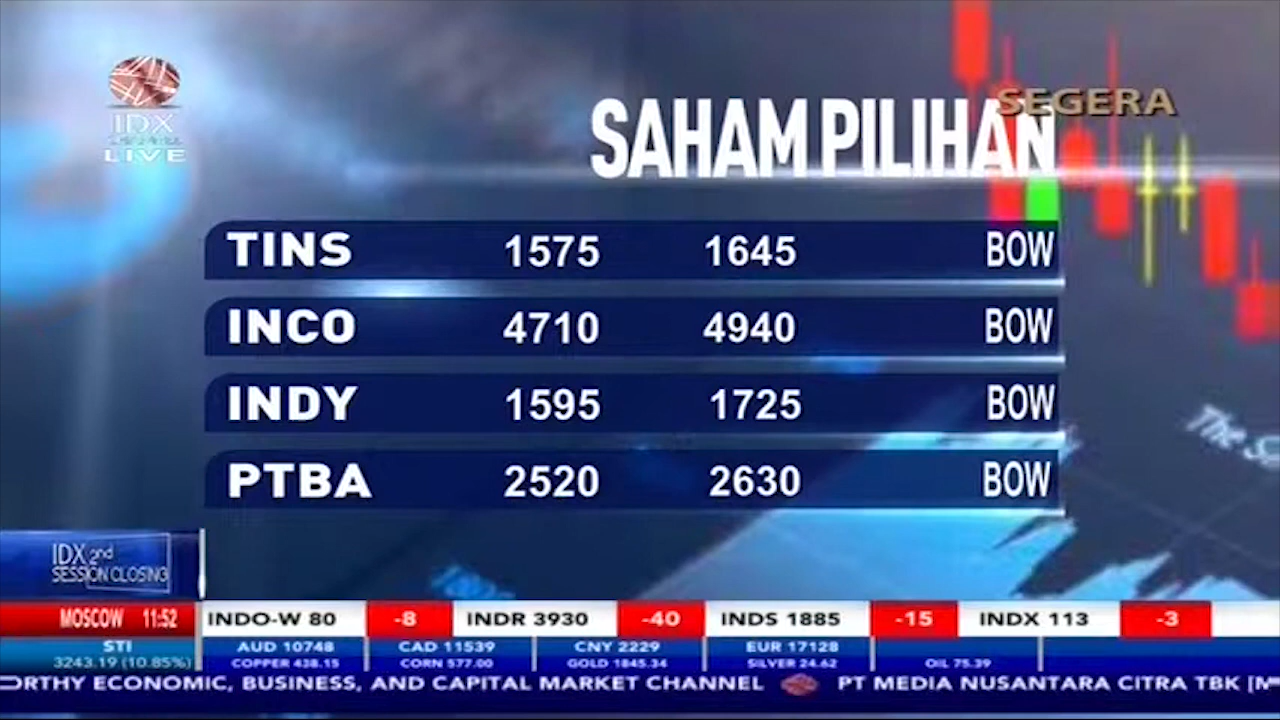 IDX
LIVE
SEGERA
SAHAM PILIHAN
TINS 1575 1645 BOW
INCO 4710 4940 BOW
INDY 1595 1725 BOW
PTBA 2520 2630 BOW
IDX 2nd
SESSION CLOSING
MOSCOW 11:52 INDO-W 80 -8 INDR 3930 -40 INDS 1885 -15 INDX 113 -3
STI AUD 10748 CAD 11539 CNY 2229 EUR 17128
3243.19 (10.85%) COPPER 438.15 CORN 577.00 GOLD 1845.34 SILVER 24.62 OIL 75.39
ORTHY ECONOMIC, BUSINESS, AND CAPITAL MARKET CHANNEL PT MEDIA NUSANTARA CITRA TBK [M